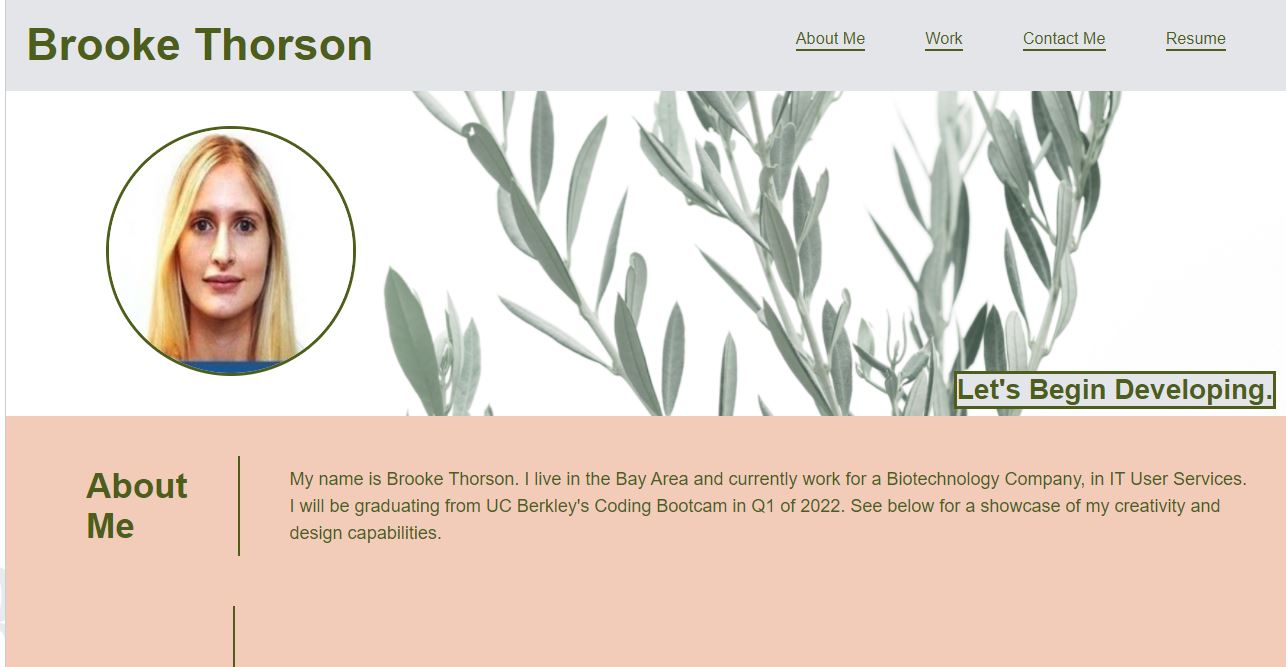 Brooke Thorson
About Me Work Contact Me Resume
Let's Begin Developing.
About
Me
My name is Brooke Thorson. I live in the Bay Area and currently work for a Biotechnology Company, in IT User Services.
I will be graduating from UC Berkley's Coding Bootcam in Q1 of 2022. See below for a showcase of my creativity and
design capabilities.